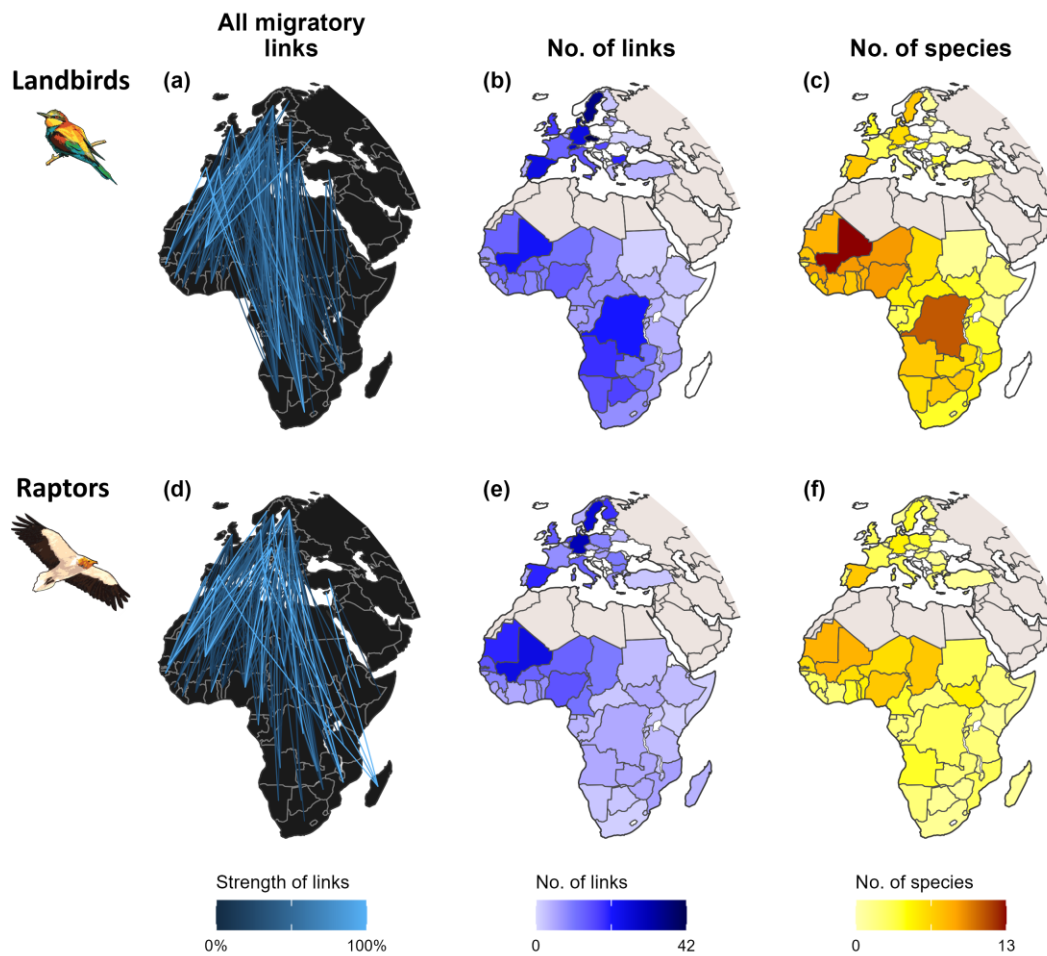 All migratory
links
No. of links
No. of species
Landbirds
(a)
(b)
(c)
Raptors
(d)
(e)
(f)
Strength of links
0%
100%
No. of links
0
42
No. of species
0
13